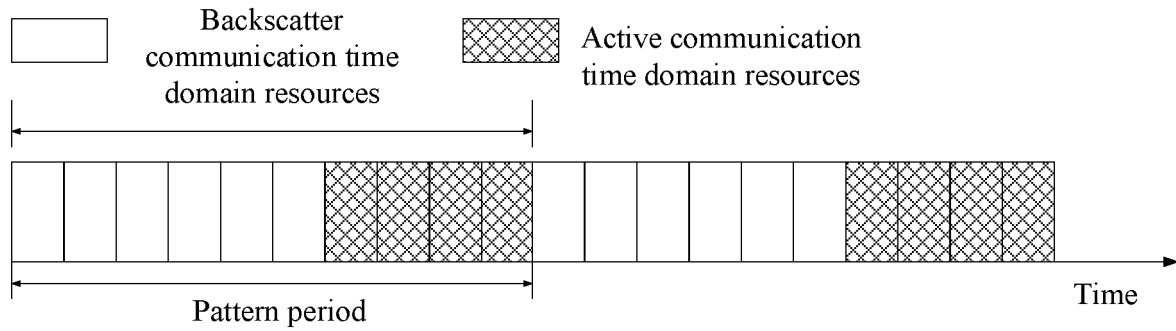 Backscatter
communication time
domain resources
Active communication
time domain resources
Pattern period
Time